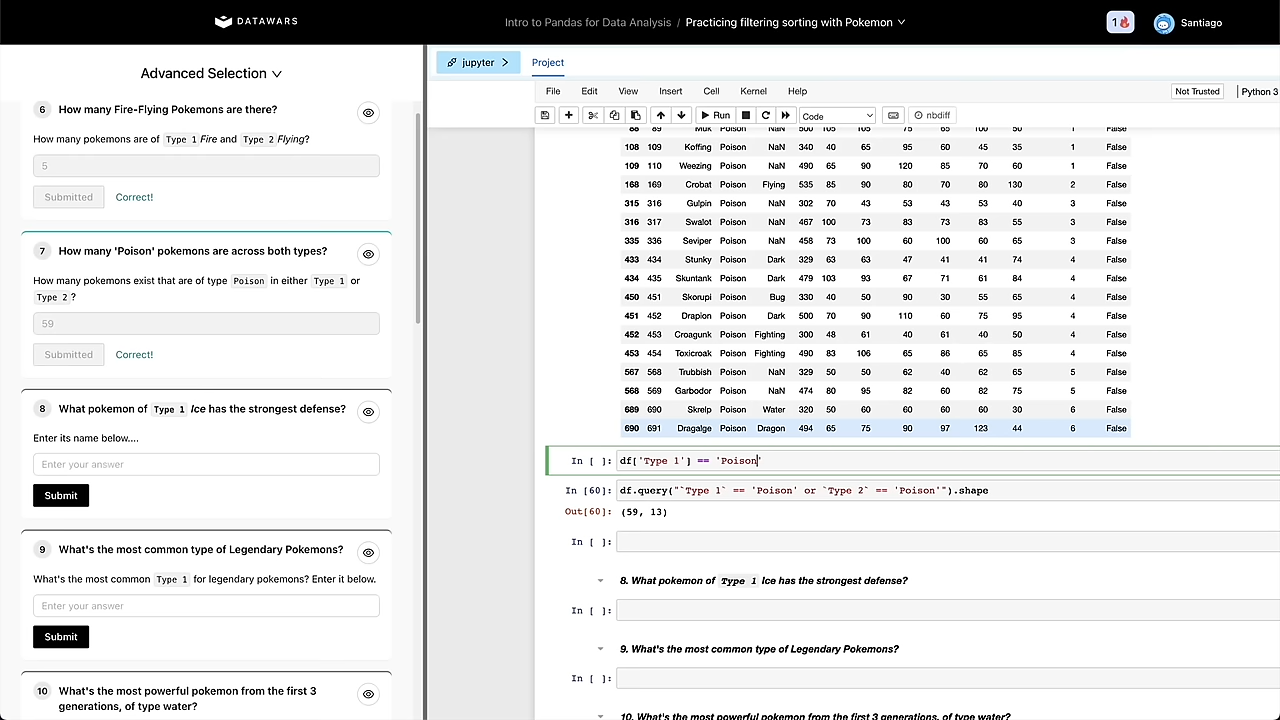 DATAWARS
Intro to Pandas for Data Analysis / Practicing filtering sorting with Pokemon
1
Santiago
Advanced Selection
jupyter
Project
File Edit View Insert Cell Kernel Help
Not Trusted
Python 3
Run
Code
nbdiff
6 How many Fire-Flying Pokemons are there?
How many pokemons are of Type 1 Fire and Type 2 Flying?
5
Submitted Correct!
7 How many 'Poison' pokemons are across both types?
How many pokemons exist that are of type Poison in either Type 1 or
Type 2 ?
59
Submitted Correct!
8 What pokemon of Type 1 Ice has the strongest defense?
Enter its name below....
Enter your answer
Submit
9 What's the most common type of Legendary Pokemons?
What's the most common Type 1 for legendary pokemons? Enter it below.
Enter your answer
Submit
10 What's the most powerful pokemon from the first 3
generations, of type water?
88 89 Muk Poison NaN 500 105 105 75 65 100 50 1 False
108 109 Koffing Poison NaN 340 40 65 95 60 45 35 1 False
109 110 Weezing Poison NaN 490 65 90 120 85 70 60 1 False
168 169 Crobat Poison Flying 535 85 90 80 70 80 130 2 False
315 316 Gulpin Poison NaN 302 70 43 53 43 53 40 3 False
316 317 Swalot Poison NaN 467 100 73 83 73 83 55 3 False
335 336 Seviper Poison NaN 458 73 100 60 100 60 65 3 False
433 434 Stunky Poison Dark 329 63 63 47 41 41 74 4 False
434 435 Skuntank Poison Dark 479 103 93 67 71 61 84 4 False
450 451 Skorupi Poison Bug 330 40 50 90 30 55 65 4 False
451 452 Drapion Poison Dark 500 70 90 110 60 75 95 4 False
452 453 Croagunk Poison Fighting 300 48 61 40 61 40 50 4 False
453 454 Toxicroak Poison Fighting 490 83 106 65 86 65 85 4 False
567 568 Trubbish Poison NaN 329 50 50 62 40 62 65 5 False
568 569 Garbodor Poison NaN 474 80 95 82 60 82 75 5 False
689 690 Skrelp Poison Water 320 50 60 60 60 60 30 6 False
690 691 Dragalge Poison Dragon 494 65 75 90 97 123 44 6 False
In [ ]: df['Type 1'] == 'Poison'
In [60]: df.query("`Type 1` == 'Poison' or `Type 2` == 'Poison'").shape
Out[60]: (59, 13)
In [ ]:
8. What pokemon of Type 1 Ice has the strongest defense?
In [ ]:
9. What's the most common type of Legendary Pokemons?
In [ ]:
10. What's the most powerful pokemon from the first 3 generations, of type water?